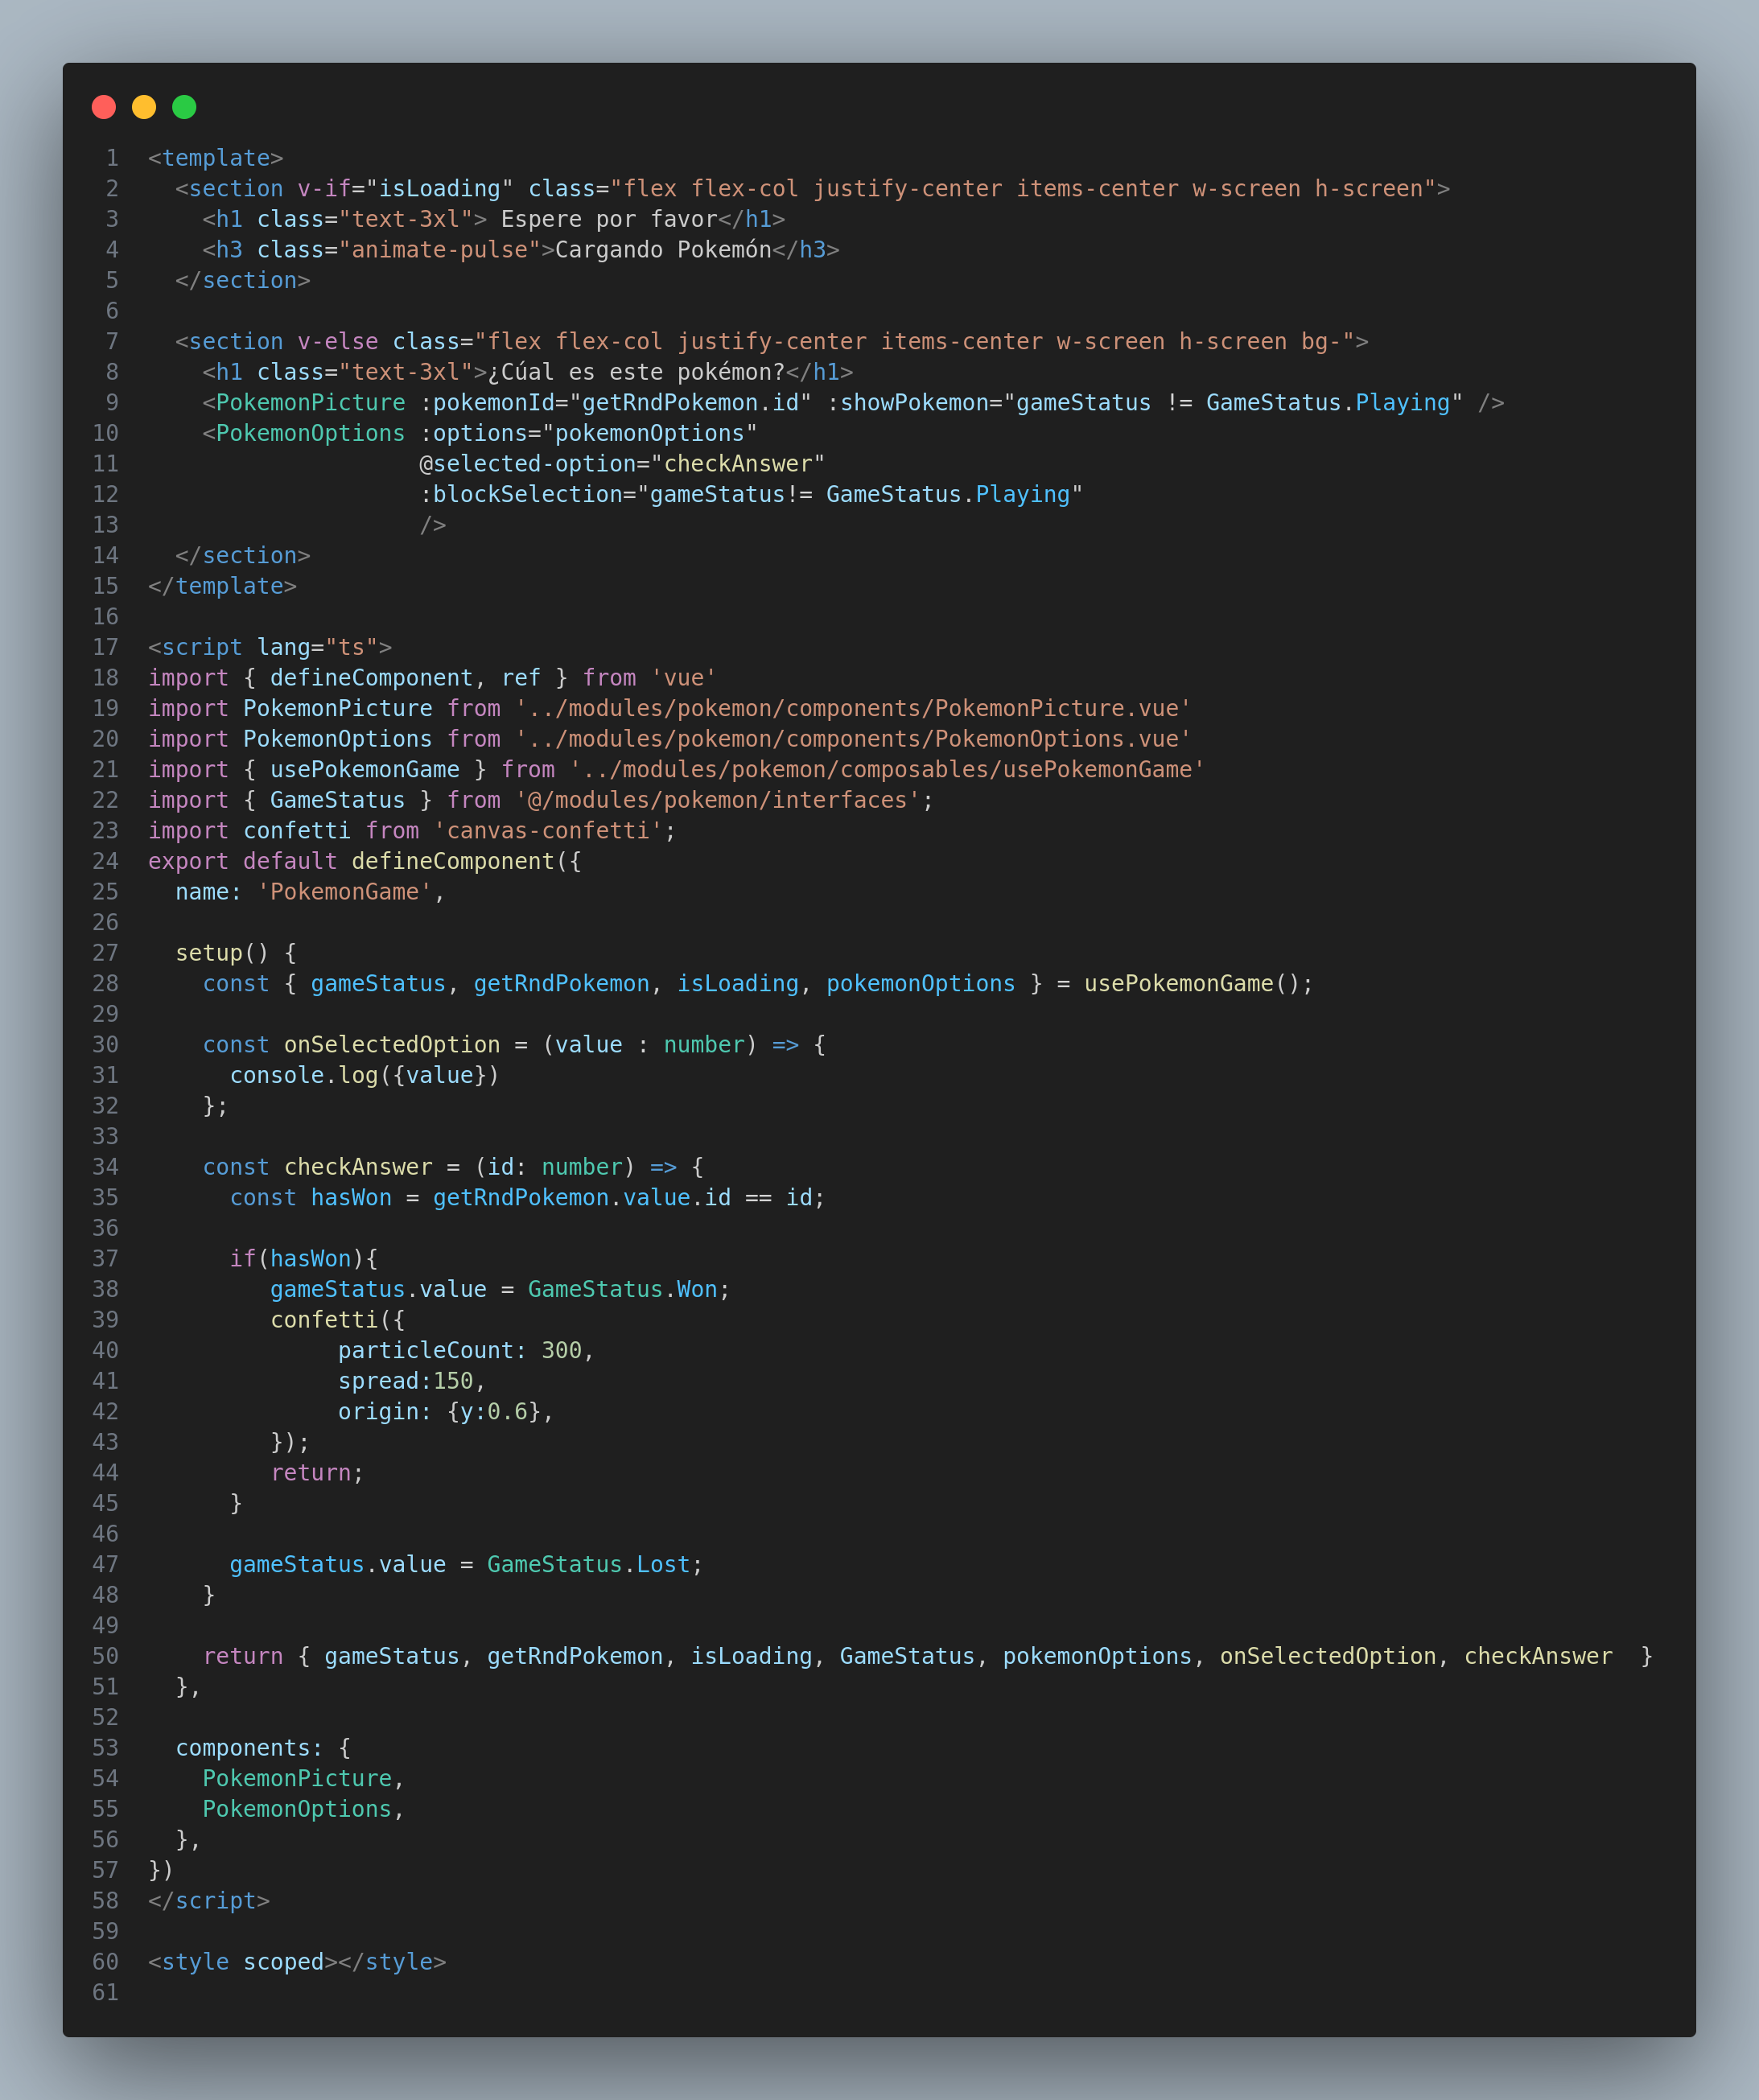 1 <template>
2   <section v-if="isLoading" class="flex flex-col justify-center items-center w-screen h-screen">
3     <h1 class="text-3xl"> Espere por favor</h1>
4     <h3 class="animate-pulse">Cargando Pokemón</h3>
5   </section>
6
7   <section v-else class="flex flex-col justify-center items-center w-screen h-screen bg-">
8     <h1 class="text-3xl">¿Cúal es este pokémon?</h1>
9     <PokemonPicture :pokemonId="getRndPokemon.id" :showPokemon="gameStatus != GameStatus.Playing" />
10     <PokemonOptions :options="pokemonOptions"
11                     @selected-option="checkAnswer"
12                     :blockSelection="gameStatus!= GameStatus.Playing"
13                     />
14   </section>
15 </template>
16
17 <script lang="ts">
18 import { defineComponent, ref } from 'vue'
19 import PokemonPicture from '../modules/pokemon/components/PokemonPicture.vue'
20 import PokemonOptions from '../modules/pokemon/components/PokemonOptions.vue'
21 import { usePokemonGame } from '../modules/pokemon/composables/usePokemonGame'
22 import { GameStatus } from '@/modules/pokemon/interfaces';
23 import confetti from 'canvas-confetti';
24 export default defineComponent({
25   name: 'PokemonGame',
26
27   setup() {
28     const { gameStatus, getRndPokemon, isLoading, pokemonOptions } = usePokemonGame();
29
30     const onSelectedOption = (value : number) => {
31       console.log({value})
32     };
33
34     const checkAnswer = (id: number) => {
35       const hasWon = getRndPokemon.value.id == id;
36
37       if(hasWon){
38          gameStatus.value = GameStatus.Won;
39          confetti({
40               particleCount: 300,
41               spread:150,
42               origin: {y:0.6},
43          });
44          return;
45       }
46
47       gameStatus.value = GameStatus.Lost;
48     }
49
50     return { gameStatus, getRndPokemon, isLoading, GameStatus, pokemonOptions, onSelectedOption, checkAnswer  }
51   },
52
53   components: {
54     PokemonPicture,
55     PokemonOptions,
56   },
57 })
58 </script>
59
60 <style scoped></style>
61